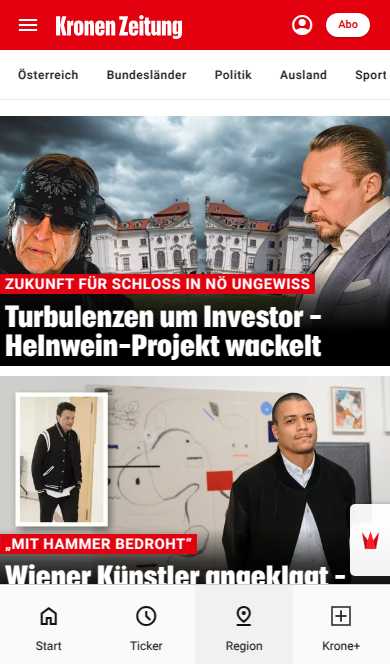 Kronen Zeitung
Abo
Österreich
Bundesländer
Politik
Ausland
Sport
ZUKUNFT FÜR SCHLOSS IN NÖ UNGEWISS
Turbulenzen um Investor –
Helnwein-Projekt wackelt
„MIT HAMMER BEDROHT“
Wiener Künstler angeklagt –
Start
Ticker
Region
Krone+